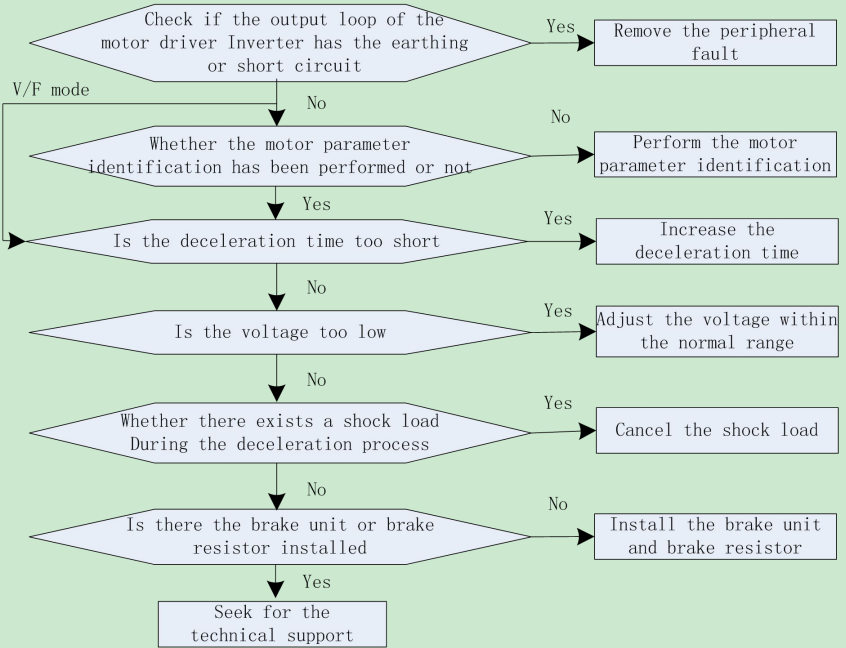 Check if the output loop of the
motor driver Inverter has the earthing
or short circuit
Yes
Remove the peripheral
fault
V/F mode
No
Whether the motor parameter
identification has been performed or not
No
Perform the motor
parameter identification
Yes
Is the deceleration time too short
Yes
Increase the
deceleration time
No
Is the voltage too low
Yes
Adjust the voltage within
the normal range
No
Whether there exists a shock load
During the deceleration process
Yes
Cancel the shock load
No
Is there the brake unit or brake
resistor installed
No
Install the brake unit
and brake resistor
Yes
Seek for the
technical support